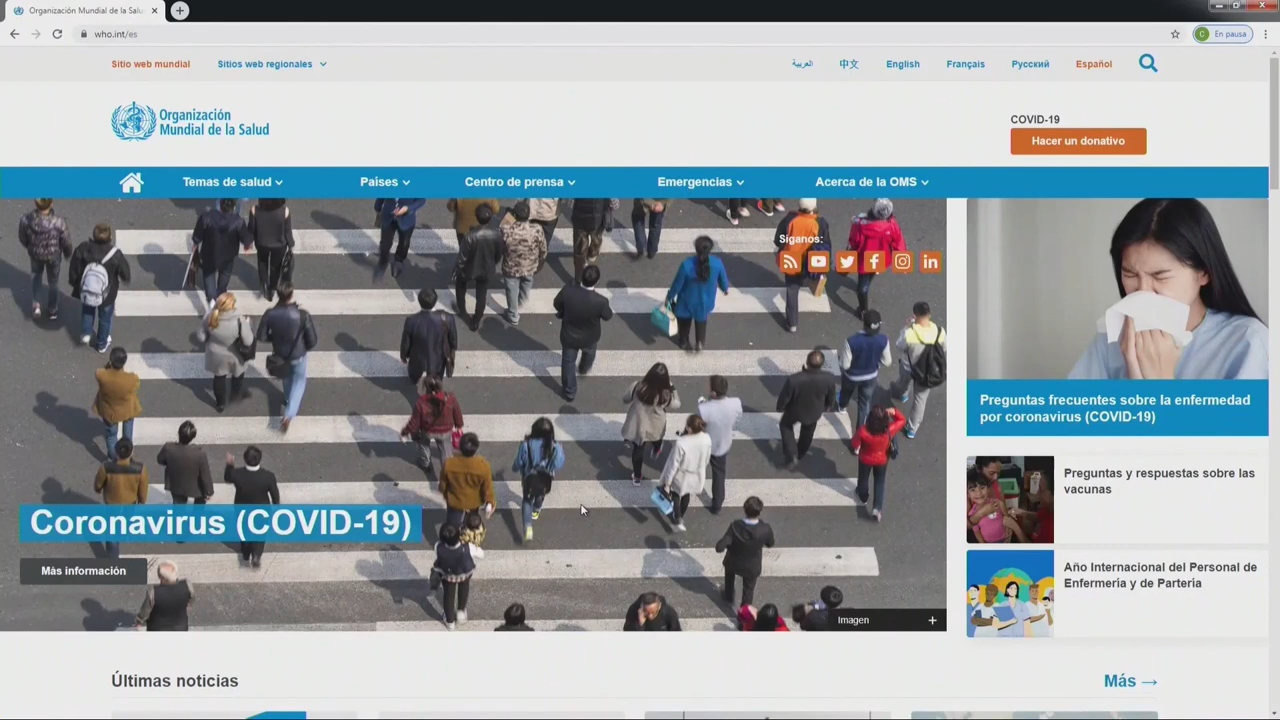 Organización Mundial de la Salu
who.int/es
C
En pausa
Sitio web mundial
Sitios web regionales
العربية
中文
English
Français
Русский
Español
Organización
Mundial de la Salud
COVID-19
Hacer un donativo
Temas de salud
Países
Centro de prensa
Emergencias
Acerca de la OMS
Síganos:
Coronavirus (COVID-19)
Más información
Imagen +
Preguntas frecuentes sobre la enfermedad
por coronavirus (COVID-19)
Preguntas y respuestas sobre las
vacunas
Año Internacional del Personal de
Enfermería y de Partería
Últimas noticias
Más →